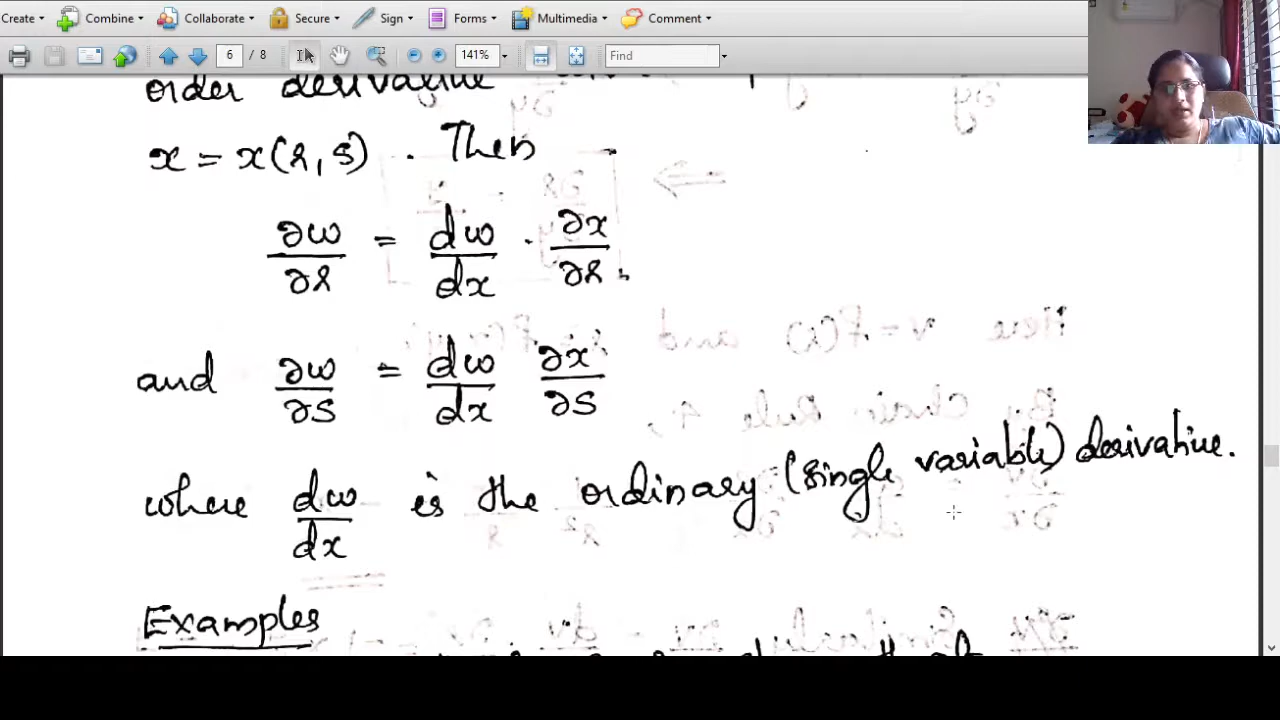 Create Combine Collaborate Secure Sign Forms Multimedia Comment
6 / 8 141% Find
order derivative
x = x(r, s) . Then
∂w/∂r = dw/dx · ∂x/∂r .
and ∂w/∂s = dw/dx ∂x/∂s
where dw/dx is the ordinary (single variable) derivative.
Examples